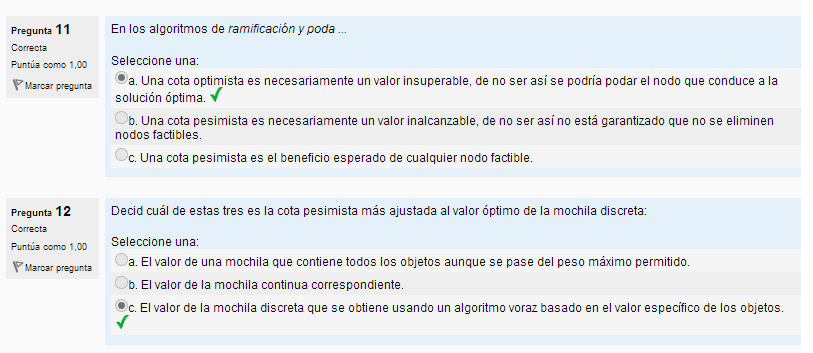 Pregunta 11
Correcta
Puntúa como 1,00
Marcar pregunta
En los algoritmos de ramificación y poda ...
Seleccione una:
a. Una cota optimista es necesariamente un valor insuperable, de no ser así se podría podar el nodo que conduce a la
solución óptima.
b. Una cota pesimista es necesariamente un valor inalcanzable, de no ser así no está garantizado que no se eliminen
nodos factibles.
c. Una cota pesimista es el beneficio esperado de cualquier nodo factible.
Pregunta 12
Correcta
Puntúa como 1,00
Marcar pregunta
Decid cuál de estas tres es la cota pesimista más ajustada al valor óptimo de la mochila discreta:
Seleccione una:
a. El valor de una mochila que contiene todos los objetos aunque se pase del peso máximo permitido.
b. El valor de la mochila continua correspondiente.
c. El valor de la mochila discreta que se obtiene usando un algoritmo voraz basado en el valor específico de los objetos.